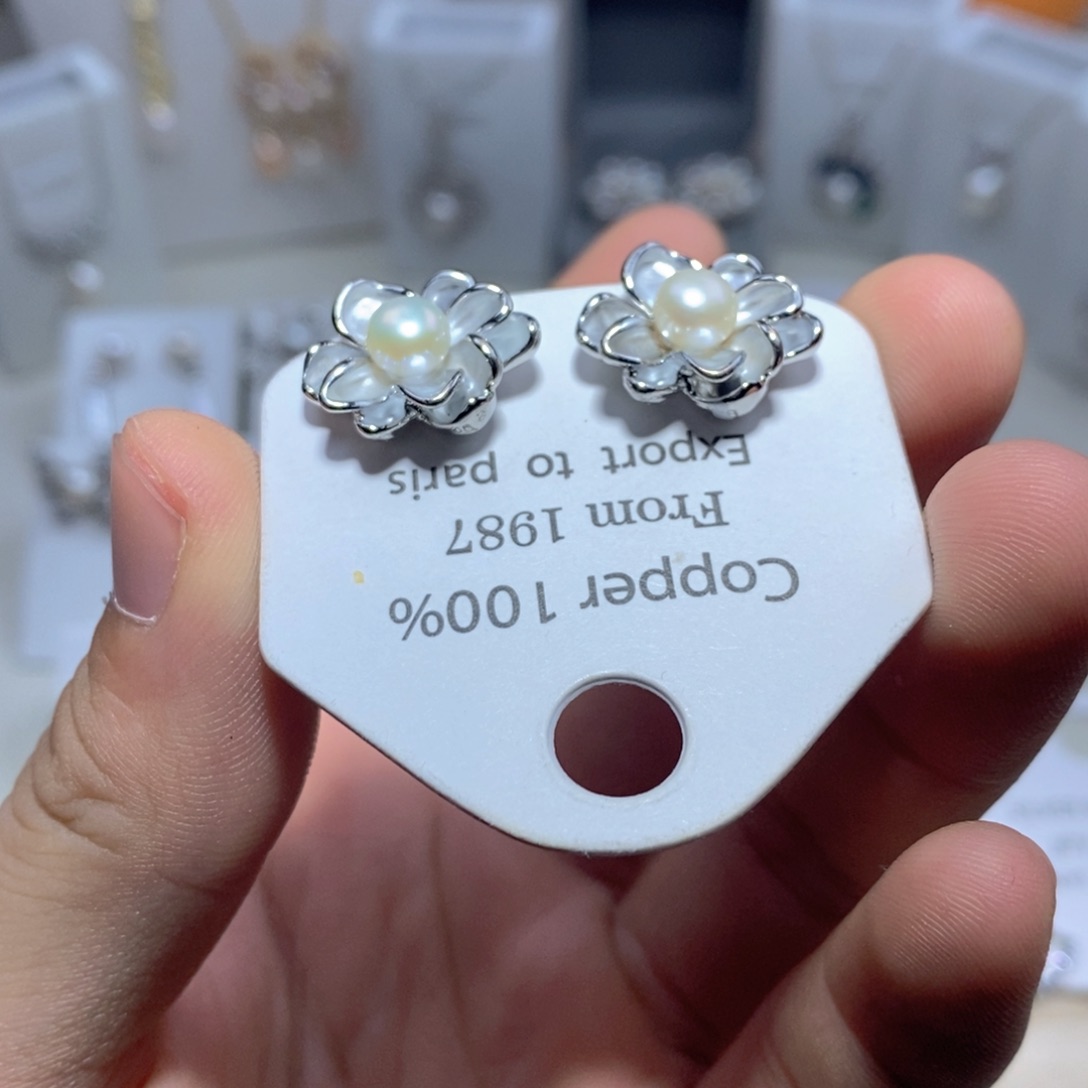 Copper 100%
From 1987
Export to paris